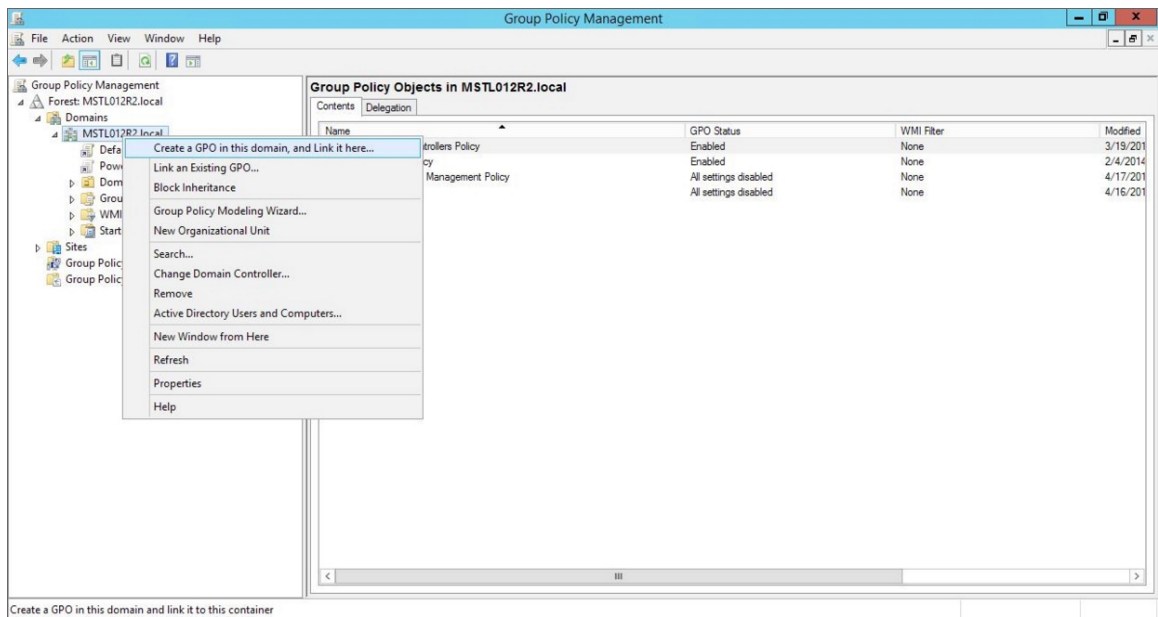 Group Policy Management
File Action View Window Help
Group Policy Management
Forest: MSTL012R2.local
Domains
MSTL012R2.local
Defa
Powe
Dom
Grou
WMI
Start
Sites
Group Polic
Group Polic
Create a GPO in this domain, and Link it here...
Link an Existing GPO...
Block Inheritance
Group Policy Modeling Wizard...
New Organizational Unit
Search...
Change Domain Controller...
Remove
Active Directory Users and Computers...
New Window from Here
Refresh
Properties
Help
Group Policy Objects in MSTL012R2.local
Contents Delegation
Name GPO Status WMI Filter Modified
trollers Policy Enabled None 3/19/201
cy Enabled None 2/4/2014
Management Policy All settings disabled None 4/17/201
All settings disabled None 4/16/201
Create a GPO in this domain and link it to this container